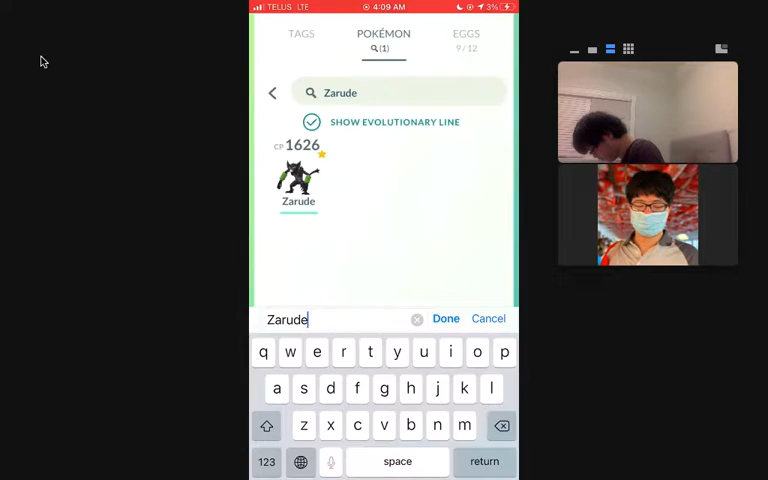 TELUS LTE
4:09 AM
3%
TAGS
POKÉMON
(1)
EGGS
9/12
Zarude
SHOW EVOLUTIONARY LINE
CP 1626
Zarude
Zarude
Done
Cancel
q w e r t y u i o p
a s d f g h j k l
z x c v b n m
123
space
return